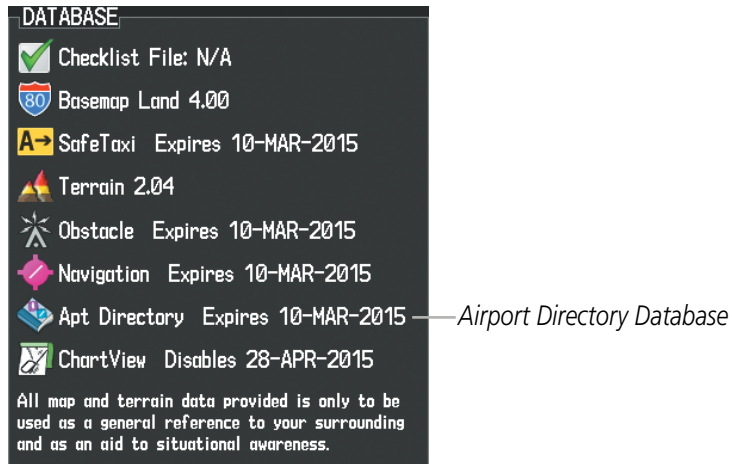 DATABASE
Checklist File: N/A
80 Basemap Land 4.00
A→ SafeTaxi Expires 10-MAR-2015
Terrain 2.04
Obstacle Expires 10-MAR-2015
Navigation Expires 10-MAR-2015
Apt Directory Expires 10-MAR-2015 Airport Directory Database
ChartView Disables 28-APR-2015
All map and terrain data provided is only to be
used as a general reference to your surrounding
and as an aid to situational awareness.